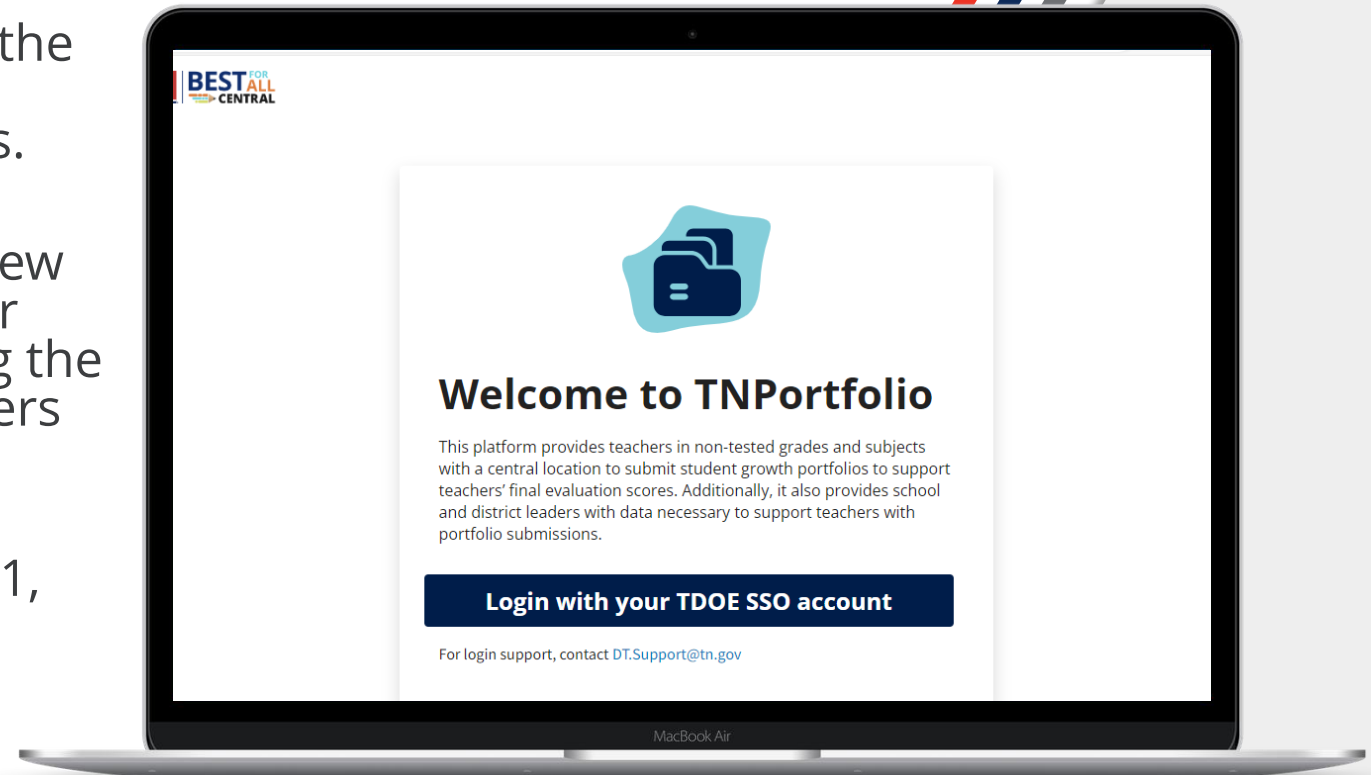 the
s.
ew
r
g the
ers
1,
BEST FOR ALL
CENTRAL
Welcome to TNPortfolio
This platform provides teachers in non-tested grades and subjects
with a central location to submit student growth portfolios to support
teachers’ final evaluation scores. Additionally, it also provides school
and district leaders with data necessary to support teachers with
portfolio submissions.
Login with your TDOE SSO account
For login support, contact DT.Support@tn.gov
MacBook Air